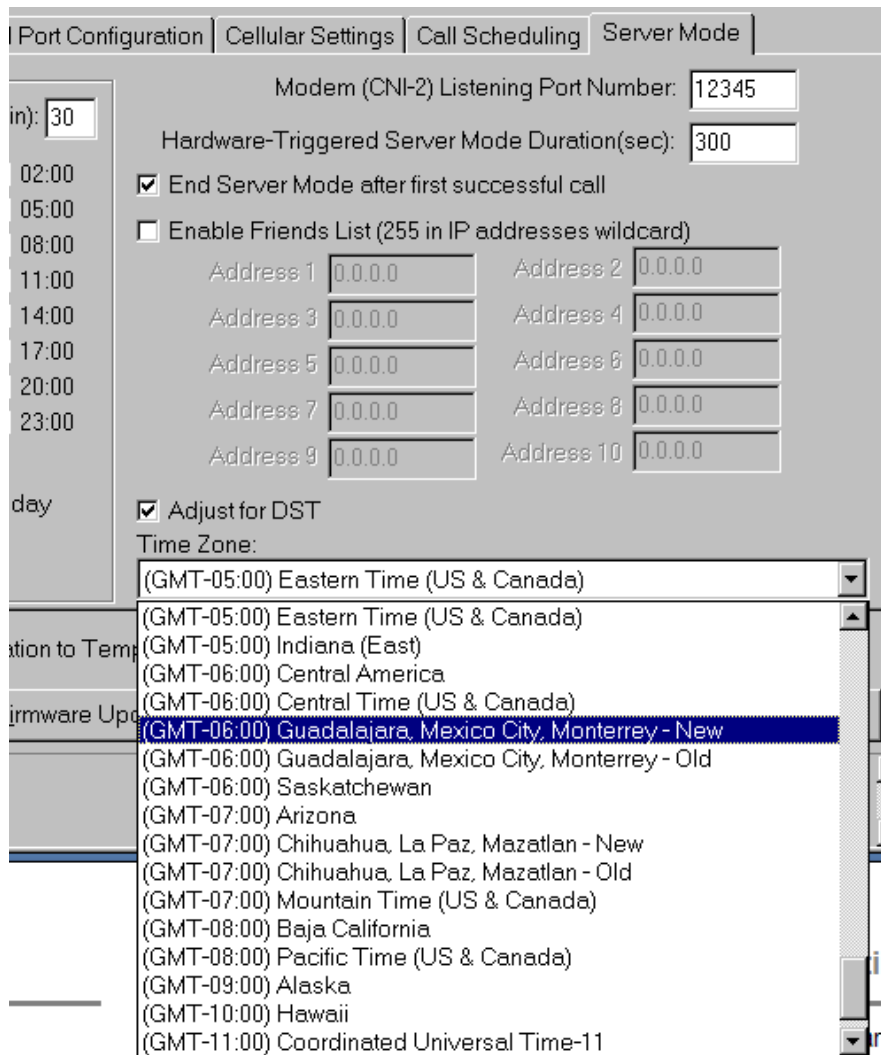 l Port Configuration Cellular Settings Call Scheduling Server Mode
in): 30
02:00
05:00
08:00
11:00
14:00
17:00
20:00
23:00
day
Modem (CNI-2) Listening Port Number: 12345
Hardware-Triggered Server Mode Duration(sec): 300
End Server Mode after first successful call
Enable Friends List (255 in IP addresses wildcard)
Address 1 0.0.0.0 Address 2 0.0.0.0
Address 3 0.0.0.0 Address 4 0.0.0.0
Address 5 0.0.0.0 Address 6 0.0.0.0
Address 7 0.0.0.0 Address 8 0.0.0.0
Address 9 0.0.0.0 Address 10 0.0.0.0
Adjust for DST
Time Zone:
(GMT-05:00) Eastern Time (US & Canada)
ation to Temp
irmware Upd
(GMT-05:00) Eastern Time (US & Canada)
(GMT-05:00) Indiana (East)
(GMT-06:00) Central America
(GMT-06:00) Central Time (US & Canada)
(GMT-06:00) Guadalajara, Mexico City, Monterrey - New
(GMT-06:00) Guadalajara, Mexico City, Monterrey - Old
(GMT-06:00) Saskatchewan
(GMT-07:00) Arizona
(GMT-07:00) Chihuahua, La Paz, Mazatlan - New
(GMT-07:00) Chihuahua, La Paz, Mazatlan - Old
(GMT-07:00) Mountain Time (US & Canada)
(GMT-08:00) Baja California
(GMT-08:00) Pacific Time (US & Canada)
(GMT-09:00) Alaska
(GMT-10:00) Hawaii
(GMT-11:00) Coordinated Universal Time-11